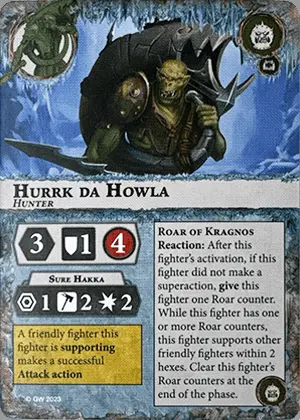 Hurrk da Howla
Hunter
3 1 4
Sure Hakka
1 2 2
A friendly fighter this
fighter is supporting
makes a successful
Attack action
© GW 2023
Roar of Kragnos
Reaction: After this
fighter's activation, if this
fighter did not make a
superaction, give this
fighter one Roar counter.
While this fighter has one
or more Roar counters,
this fighter supports other
friendly fighters within 2
hexes. Clear this fighter's
Roar counters at the
end of the phase.